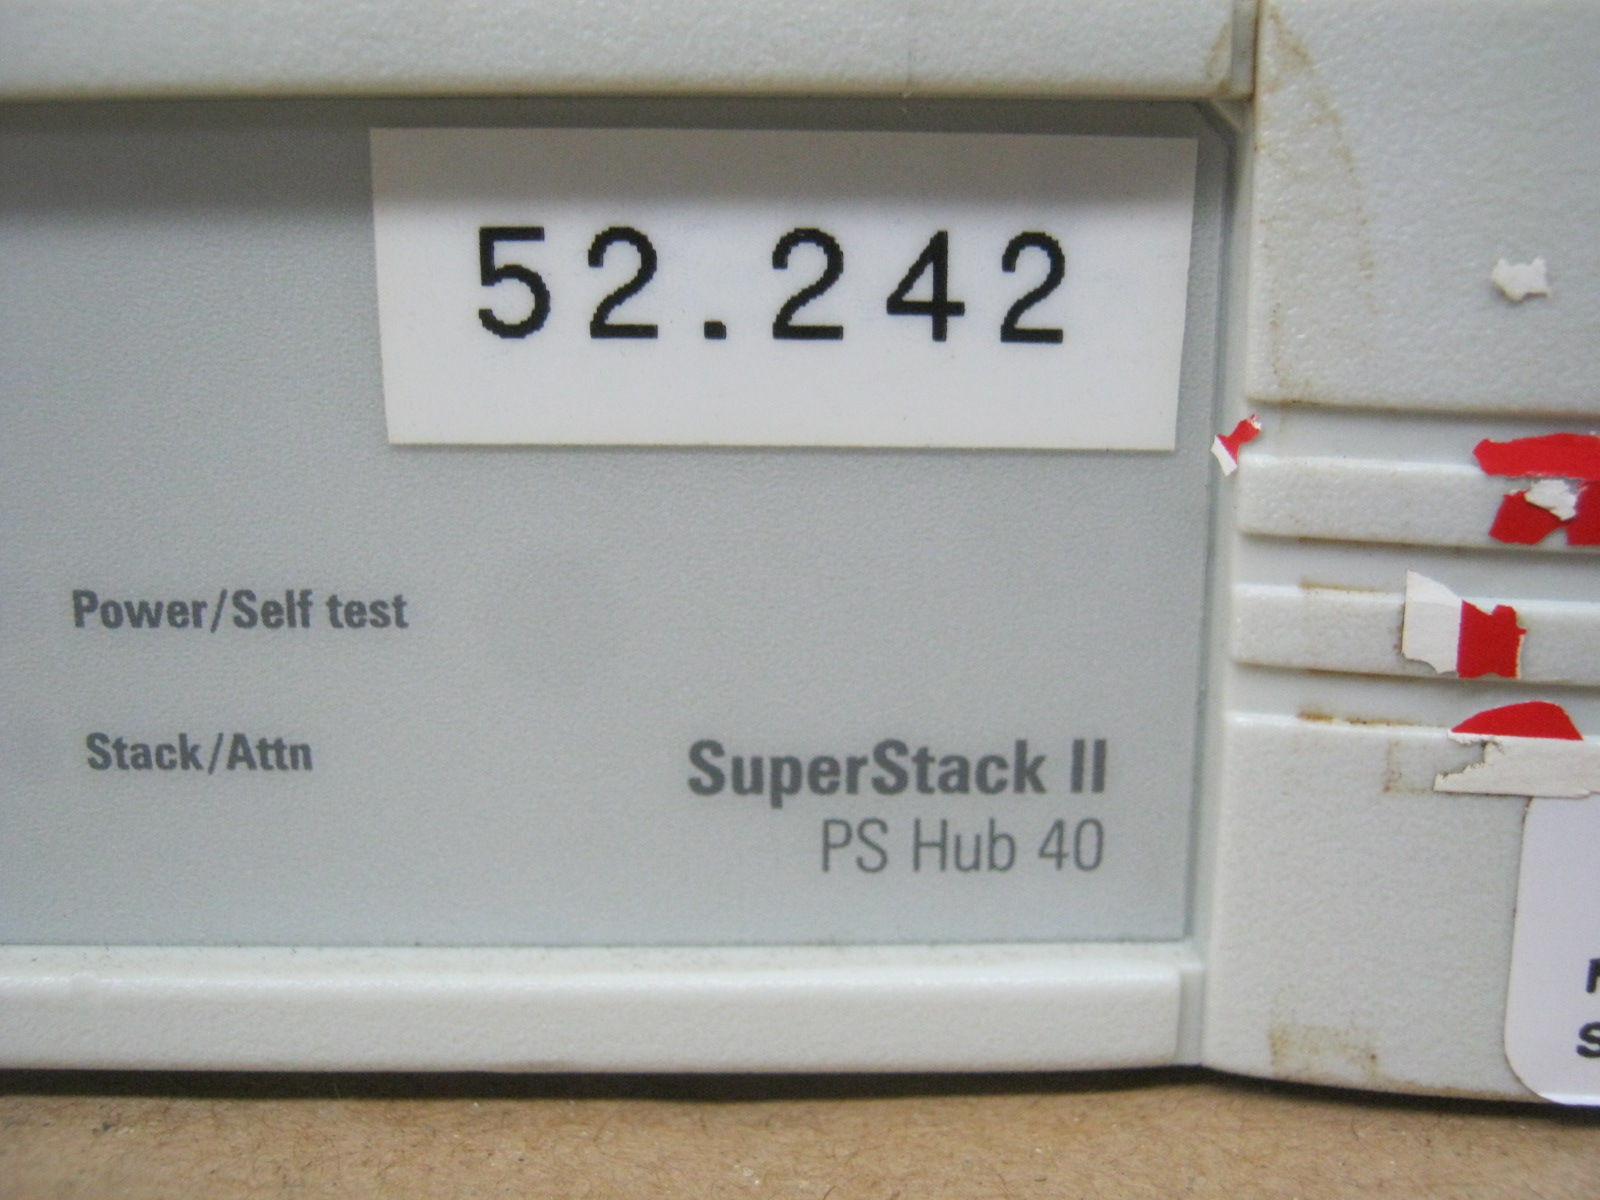 52.242
Power/Self test
Stack/Attn
SuperStack II
PS Hub 40